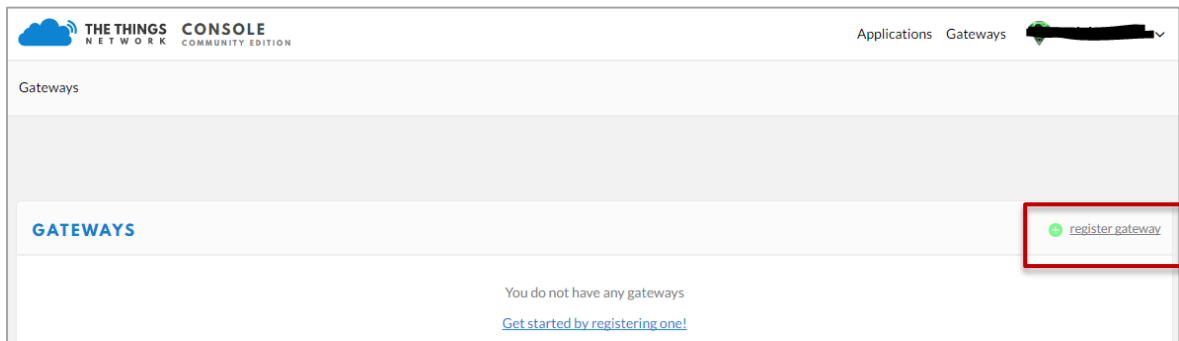 THE THINGS CONSOLE
NETWORK COMMUNITY EDITION
Applications Gateways
Gateways
GATEWAYS
register gateway
You do not have any gateways
Get started by registering one!